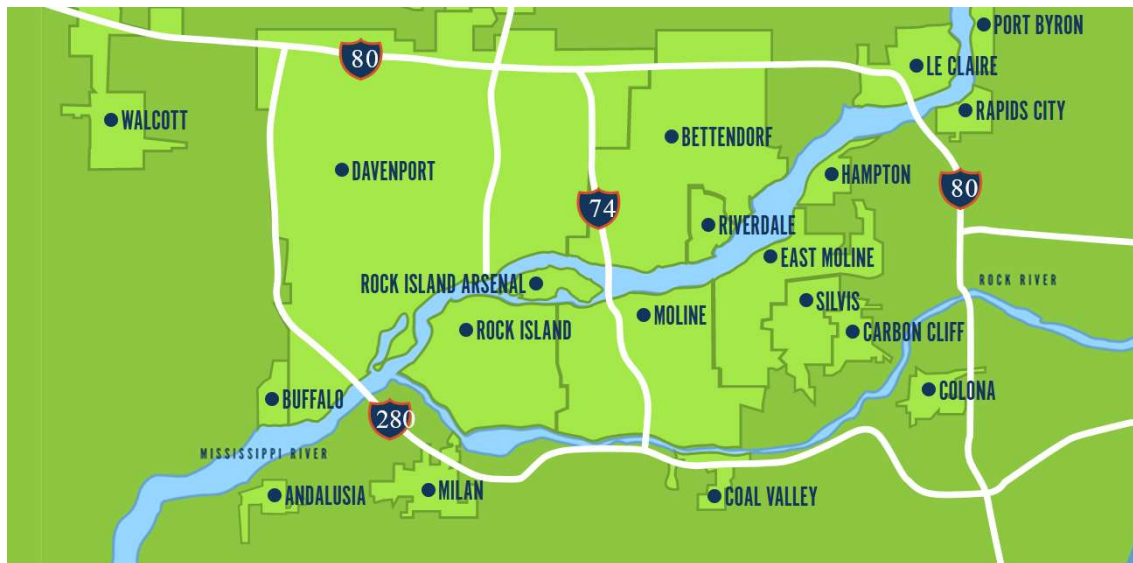 PORT BYRON
80
LE CLAIRE
WALCOTT
RAPIDS CITY
BETTENDORF
DAVENPORT
HAMPTON
80
74
RIVERDALE
EAST MOLINE
ROCK ISLAND ARSENAL
ROCK RIVER
SILVIS
MOLINE
ROCK ISLAND
CARBON CLIFF
COLONA
BUFFALO
280
MISSISSIPPI RIVER
ANDALUSIA
MILAN
COAL VALLEY